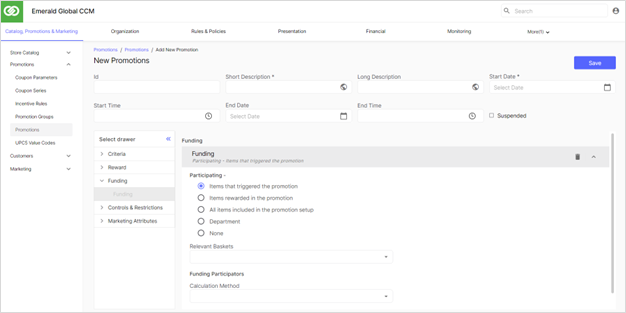 Emerald Global CCM
Search
Catalog, Promotions & Marketing
Organization
Rules & Policies
Presentation
Financial
Monitoring
More(1)
Store Catalog
Promotions
Coupon Parameters
Coupon Series
Incentive Rules
Promotion Groups
Promotions
UPC5 Value Codes
Customers
Marketing
Promotions / Promotions / Add New Promotion
New Promotions
Save
Id
Short Description *
Long Description
Start Date *
Select Date
Start Time
End Date
Select Date
End Time
Suspended
Select drawer
Criteria
Reward
Funding
Funding
Controls & Restrictions
Marketing Attributes
Funding
Funding
Participating - Items that triggered the promotion
Participating -
Items that triggered the promotion
Items rewarded in the promotion
All items included in the promotion setup
Department
None
Relevant Baskets
Funding Participators
Calculation Method